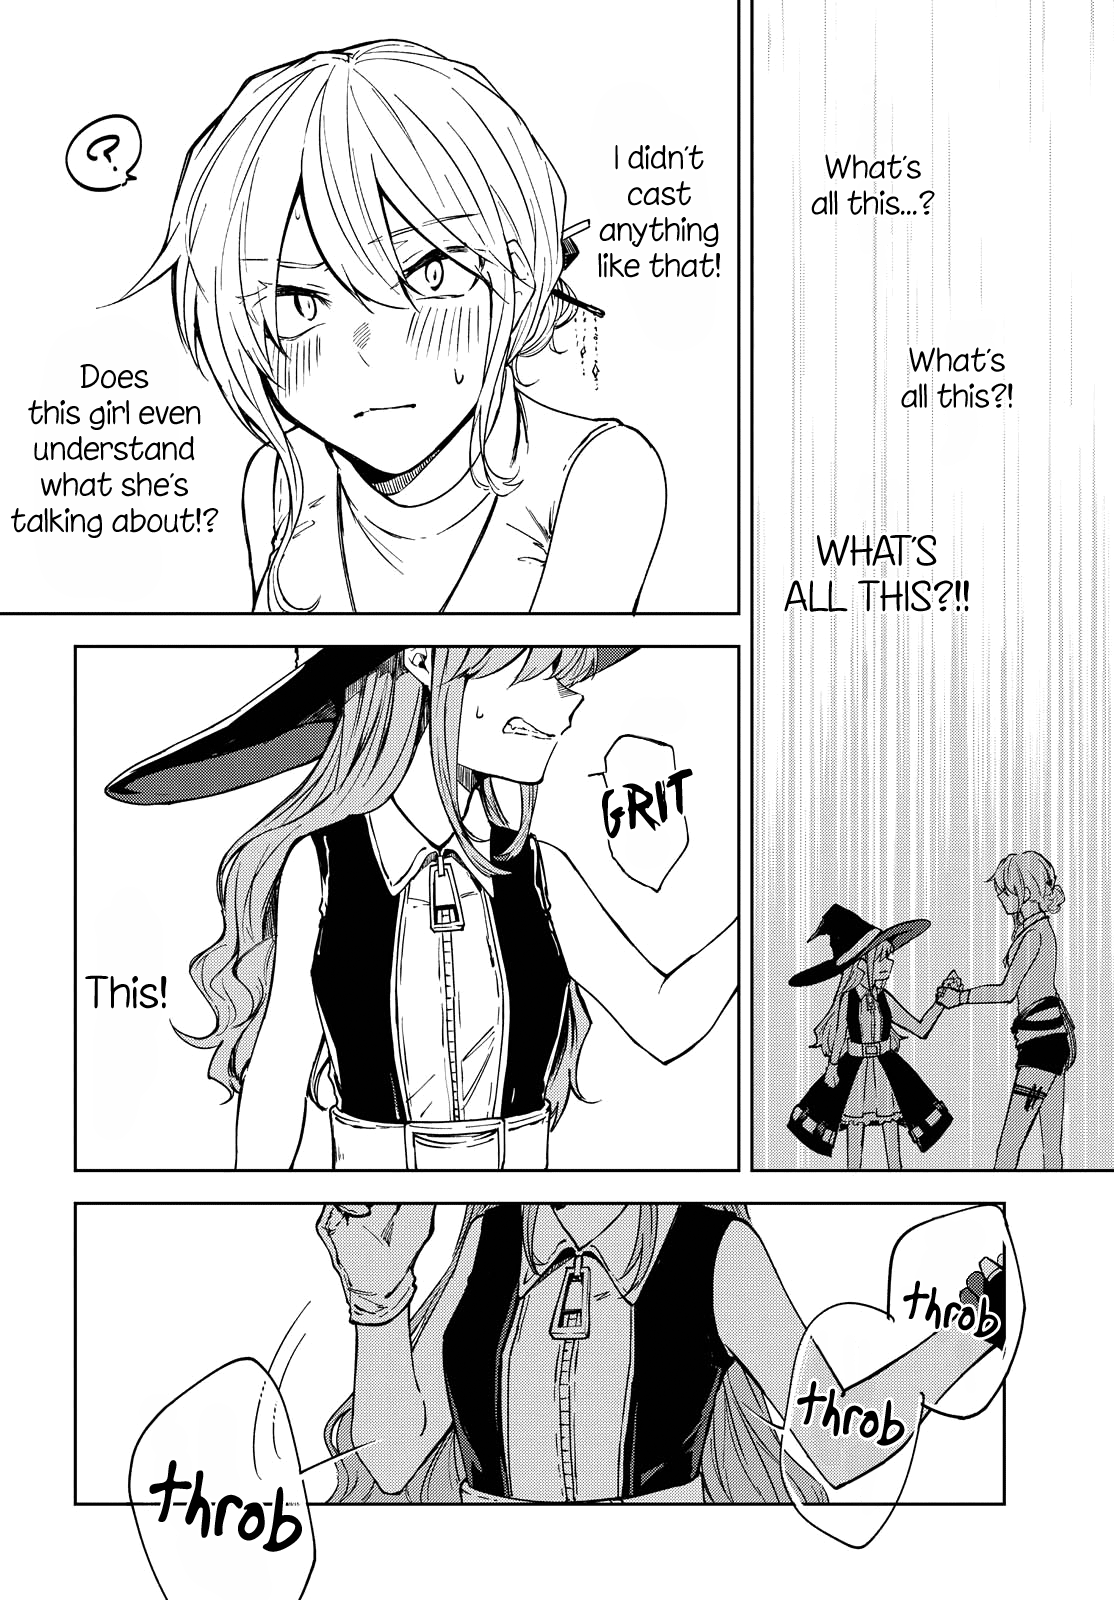 What's
all this...?
What's
all this?!
WHAT'S
ALL THIS?!!
I didn't
cast
anything
like that!
?
Does
this girl even
understand
what she's
talking about!?
GRIT
This!
throb
throb
throb